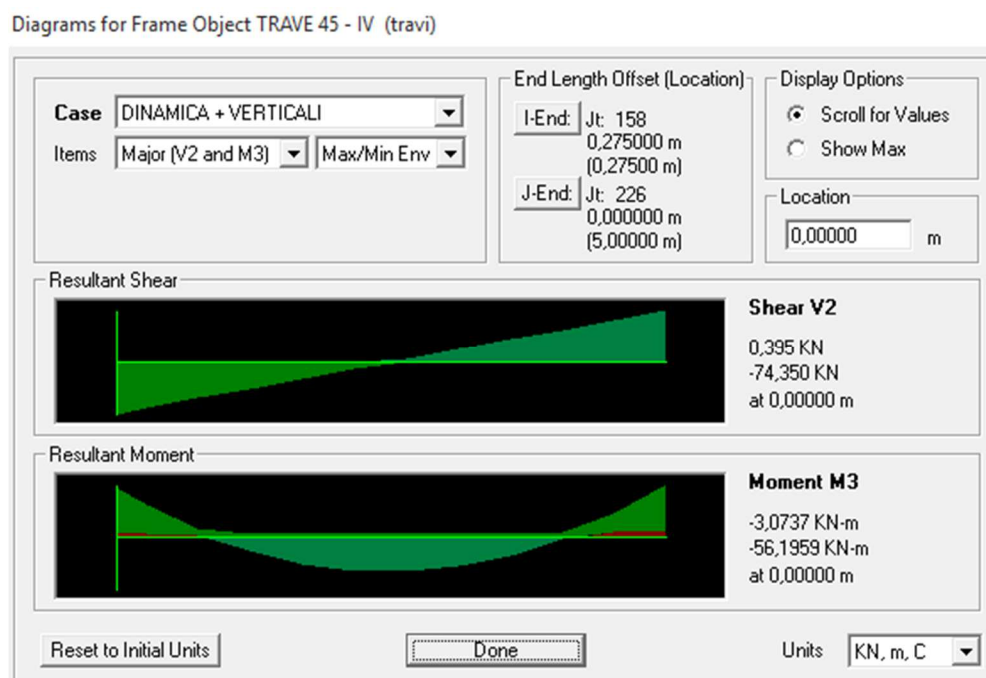 Diagrams for Frame Object TRAVE 45 - IV (travi)
Case DINAMICA + VERTICALI
Items Major (V2 and M3) Max/Min Env
End Length Offset (Location)
I-End: Jt: 158
0,275000 m
(0,27500 m)
J-End: Jt: 226
0,000000 m
(5,00000 m)
Display Options
Scroll for Values
Show Max
Location
0,00000 m
Resultant Shear
Shear V2
0,395 KN
-74,350 KN
at 0,00000 m
Resultant Moment
Moment M3
-3,0737 KN-m
-56,1959 KN-m
at 0,00000 m
Reset to Initial Units Done Units KN, m, C